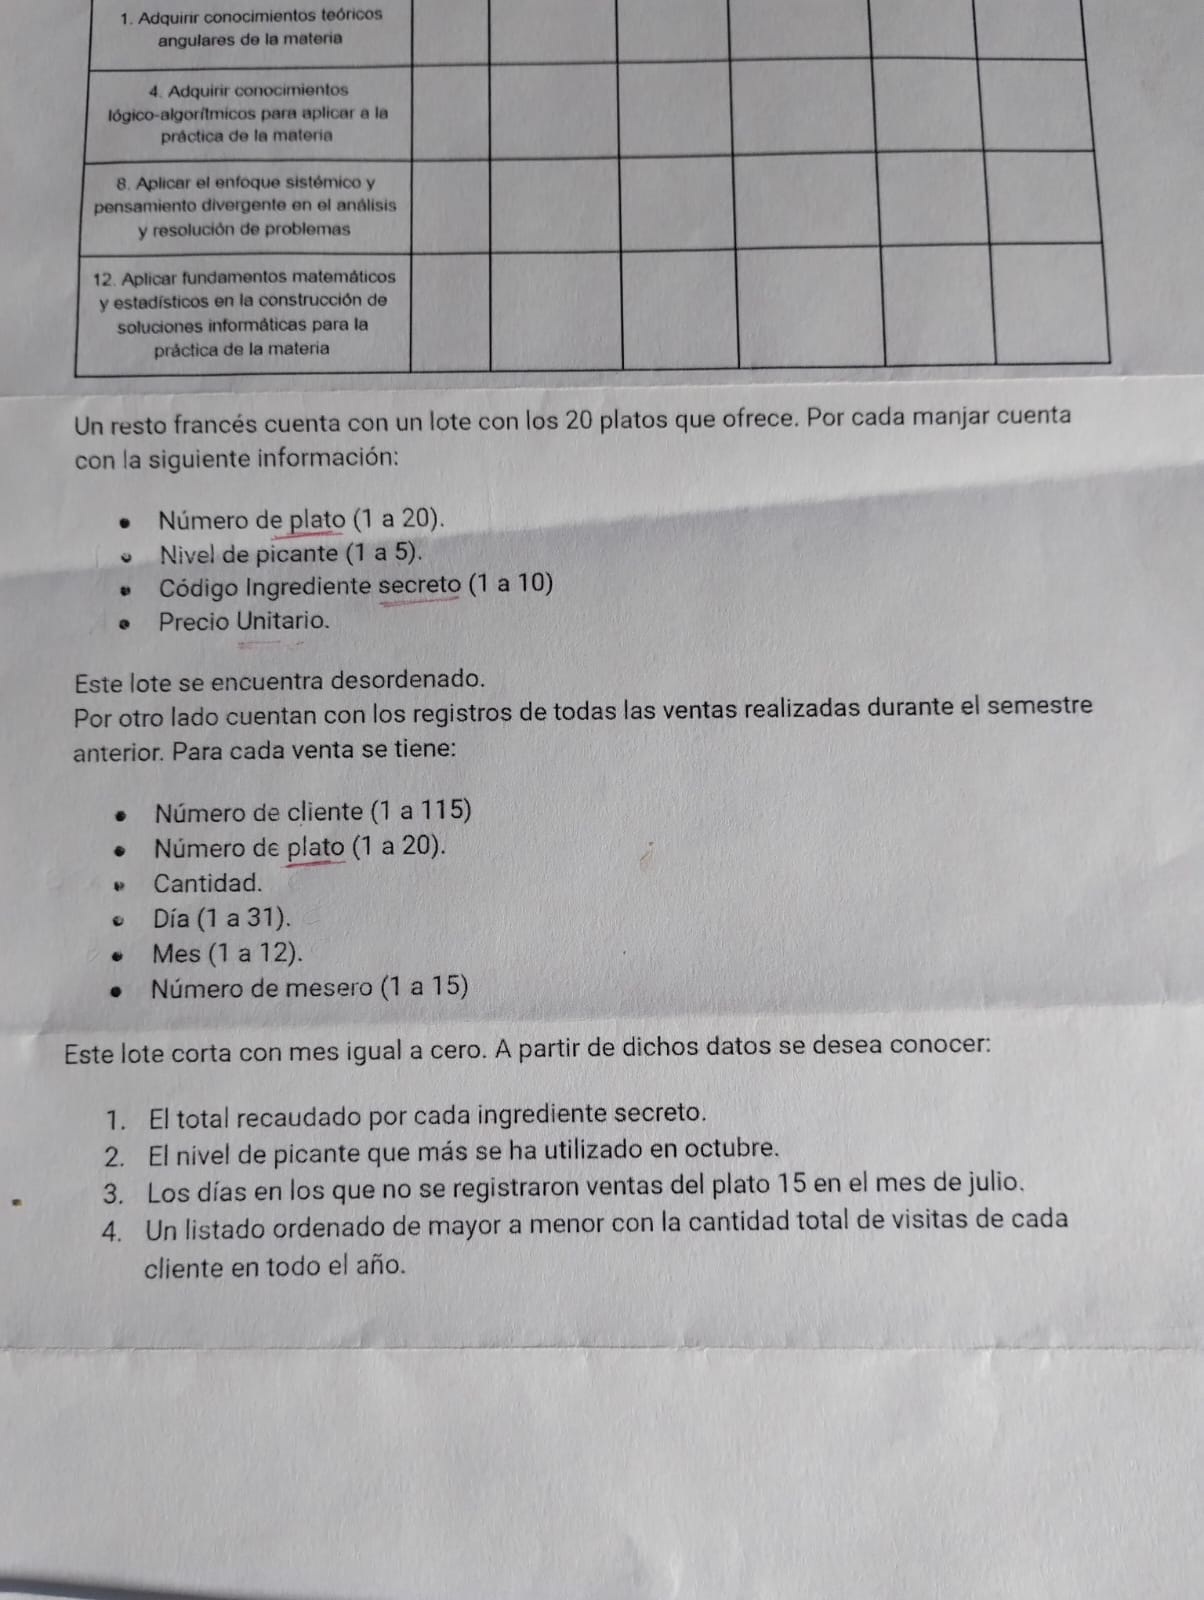 1. Adquirir conocimientos teóricos
angulares de la materia
4. Adquirir conocimientos
lógico-algorítmicos para aplicar a la
práctica de la materia
8. Aplicar el enfoque sistémico y
pensamiento divergente en el análisis
y resolución de problemas
12. Aplicar fundamentos matemáticos
y estadísticos en la construcción de
soluciones informáticas para la
práctica de la materia
Un resto francés cuenta con un lote con los 20 platos que ofrece. Por cada manjar cuenta
con la siguiente información:
• Número de plato (1 a 20).
• Nivel de picante (1 a 5).
• Código Ingrediente secreto (1 a 10)
• Precio Unitario.
Este lote se encuentra desordenado.
Por otro lado cuentan con los registros de todas las ventas realizadas durante el semestre
anterior. Para cada venta se tiene:
• Número de cliente (1 a 115)
• Número de plato (1 a 20).
• Cantidad.
• Día (1 a 31).
• Mes (1 a 12).
• Número de mesero (1 a 15)
Este lote corta con mes igual a cero. A partir de dichos datos se desea conocer:
1. El total recaudado por cada ingrediente secreto.
2. El nivel de picante que más se ha utilizado en octubre.
3. Los días en los que no se registraron ventas del plato 15 en el mes de julio.
4. Un listado ordenado de mayor a menor con la cantidad total de visitas de cada
cliente en todo el año.